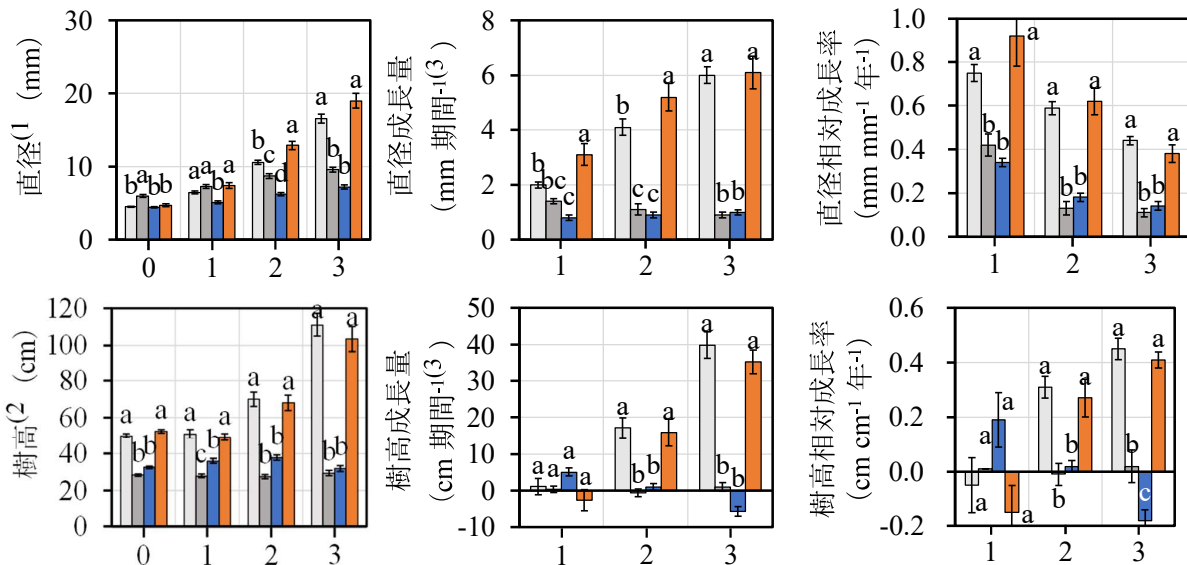 直径(1 (mm)
30
20
10
0
b a b b
a a b a
b c d a
a b b a
0 1 2 3
直径成長量
(mm 期間-1(3)
8
6
4
2
0
b bc c a
b c c a
a b b a
1 2 3
直径相対成長率
(mm mm-1 年-1)
1.0
0.8
0.6
0.4
0.2
0.0
a b b a
a b b a
a b b a
1 2 3
樹高(2 (cm)
120
100
80
60
40
20
0
a b b a
a c b a
a b b a
a b b a
0 1 2 3
樹高成長量
(cm 期間-1(3)
50
40
30
20
10
0
-10
a a a a
a b b a
a b b a
1 2 3
樹高相対成長率
(cm cm-1 年-1)
0.6
0.4
0.2
0.0
-0.2
a a a a
a b b a
a b c a
1 2 3